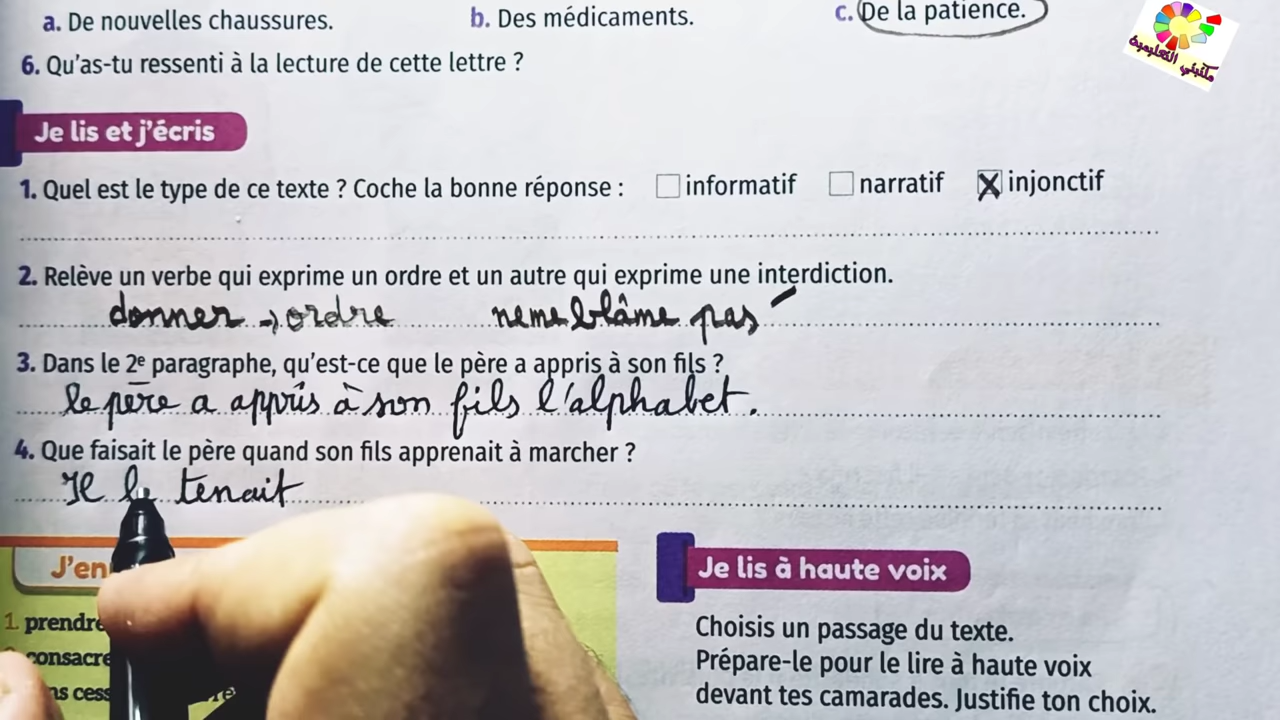 a. De nouvelles chaussures. b. Des médicaments. c. De la patience.
مكتبتي التعليمية
6. Qu'as-tu ressenti à la lecture de cette lettre ?
Je lis et j'écris
1. Quel est le type de ce texte ? Coche la bonne réponse : informatif narratif injonctif
2. Relève un verbe qui exprime un ordre et un autre qui exprime une interdiction.
donner → ordre neme blâme pas
3. Dans le 2e paragraphe, qu'est-ce que le père a appris à son fils ?
le père a appris à son fils l'alphabet.
4. Que faisait le père quand son fils apprenait à marcher ?
Il le tenait
J'en
Je lis à haute voix
1. prendre
consacre
Choisis un passage du texte.
Prépare-le pour le lire à haute voix
devant tes camarades. Justifie ton choix.